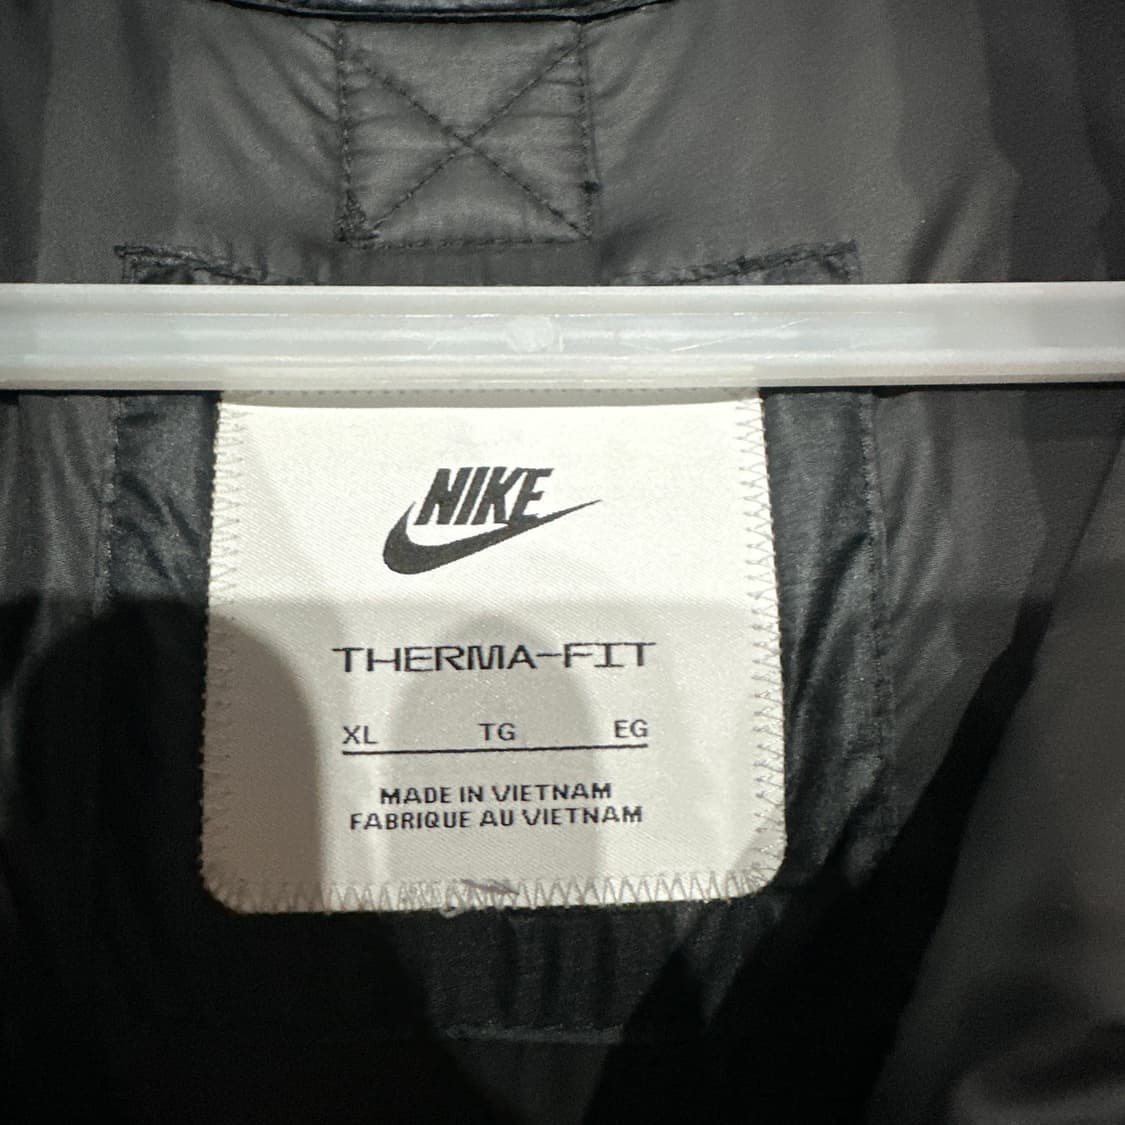 NIKE
THERMA-FIT
XL TG EG
MADE IN VIETNAM
FABRIQUE AU VIETNAM